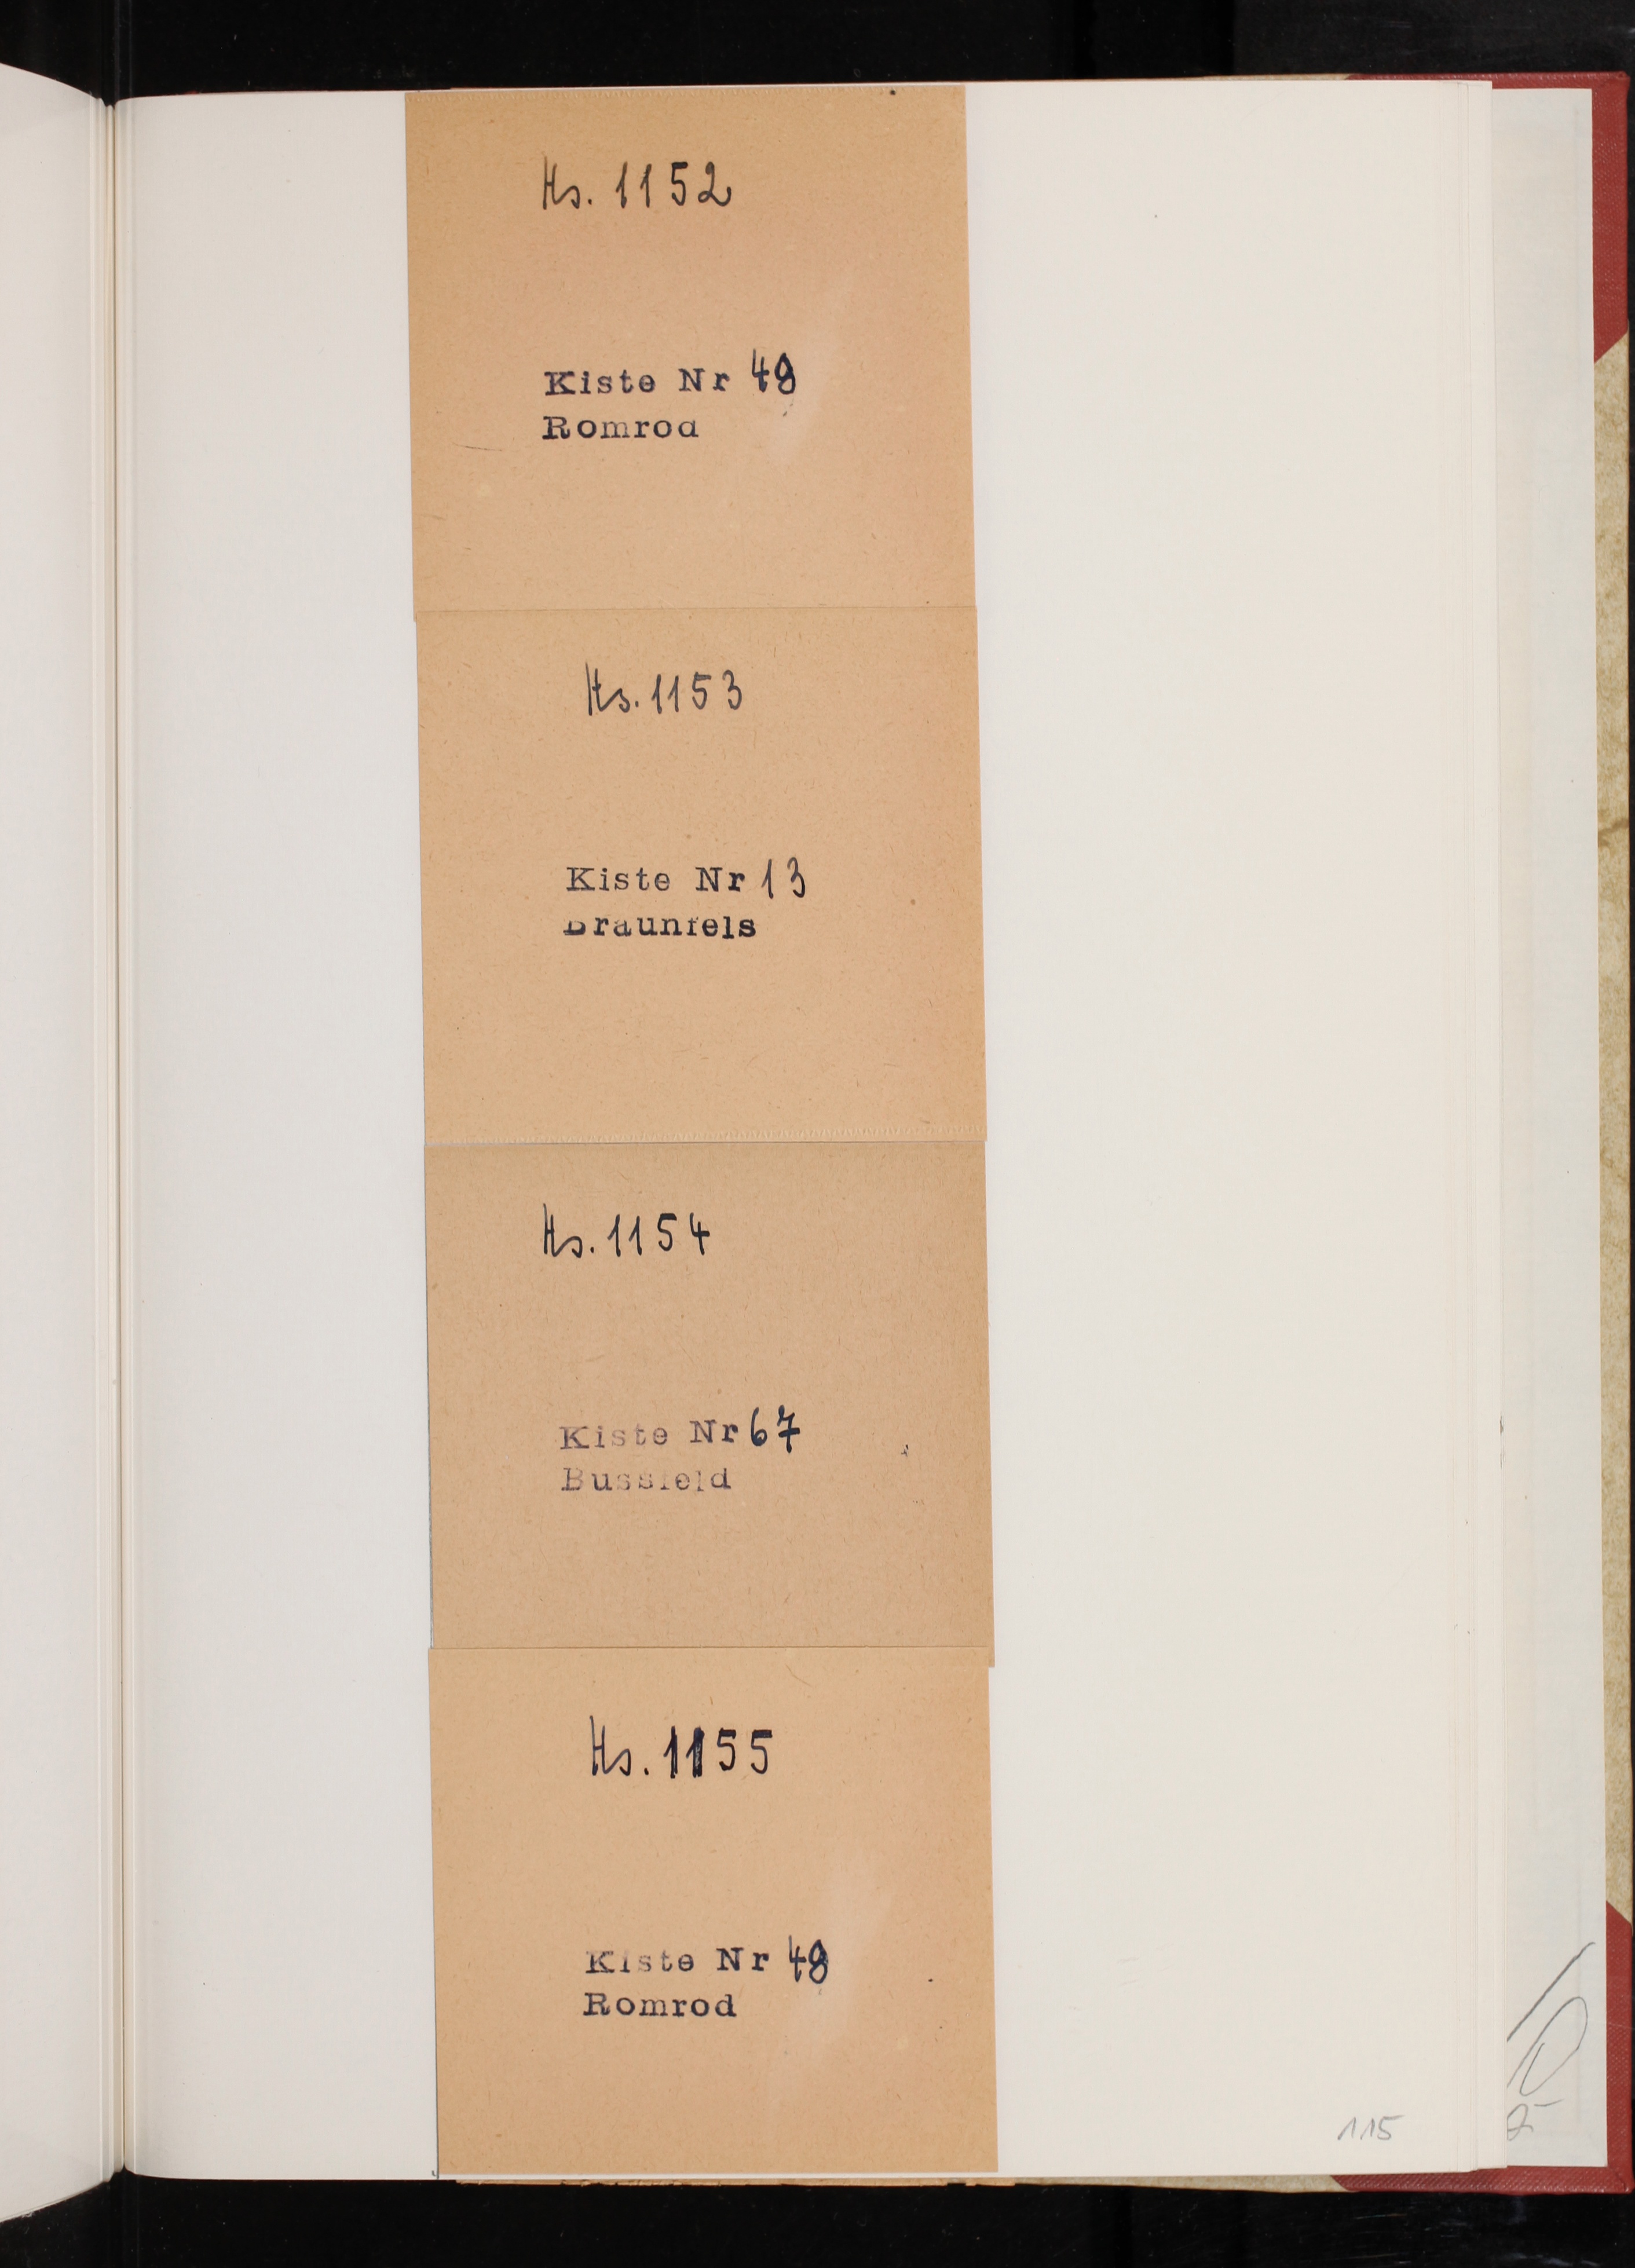 Hs. 1152
Kiste Nr 48
Romrod
Hs. 1153
Kiste Nr 13
Braunfels
Hs. 1154
Kiste Nr 67
Bussfeld
Hs. 1155
Kiste Nr 48
Romrod
115